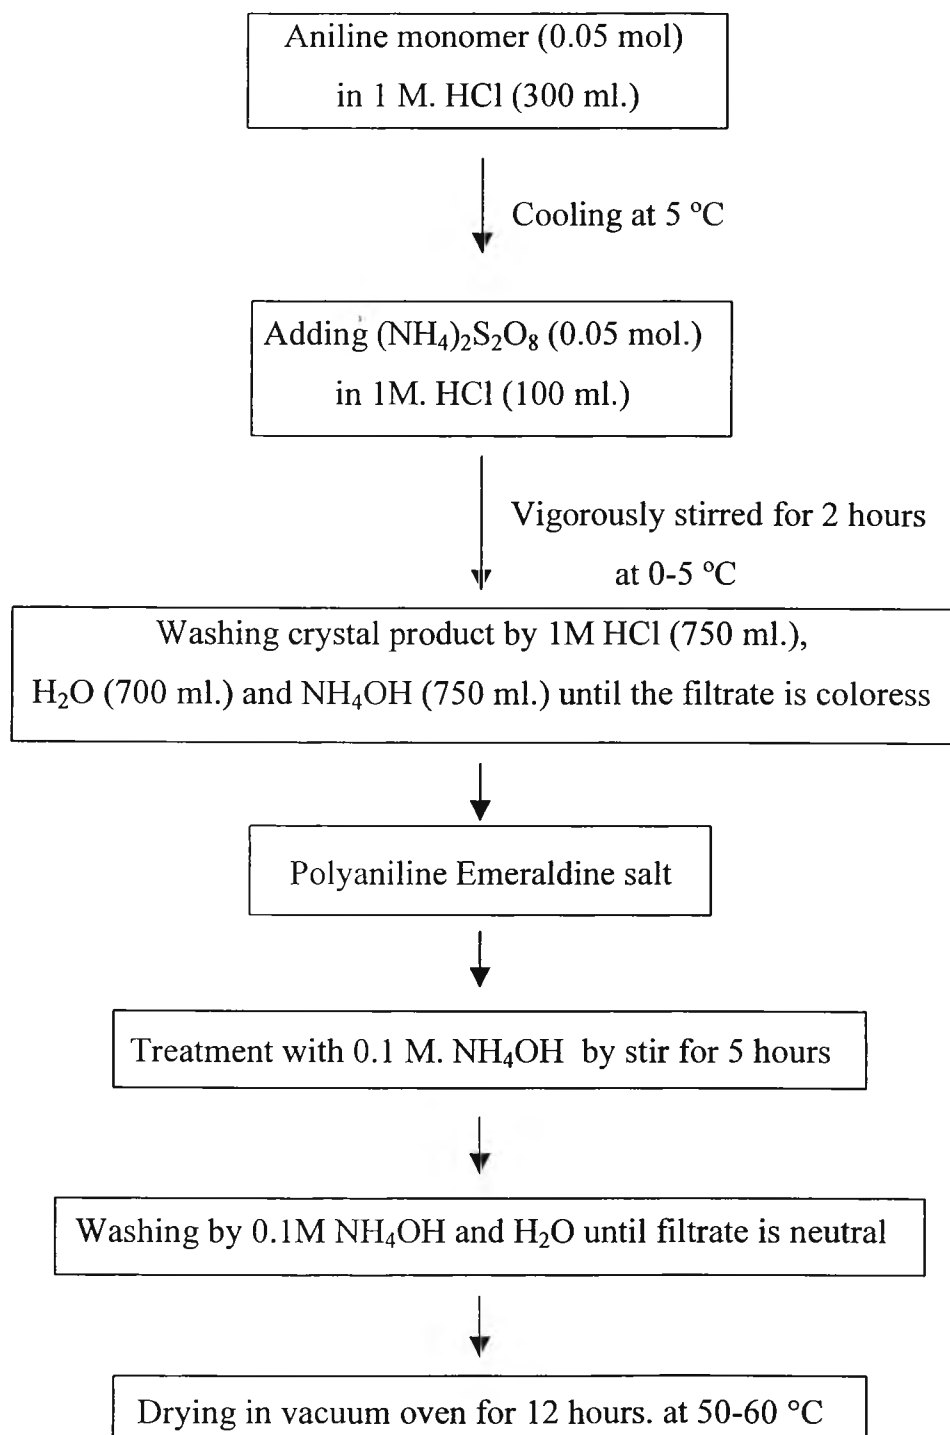 Aniline monomer (0.05 mol)
in 1 M. HCl (300 ml.)
Cooling at 5 ºC
Adding (NH₄)₂S₂O₈ (0.05 mol.)
in 1M. HCl (100 ml.)
Vigorously stirred for 2 hours
at 0-5 ºC
Washing crystal product by 1M HCl (750 ml.),
H₂O (700 ml.) and NH₄OH (750 ml.) until the filtrate is coloress
Polyaniline Emeraldine salt
Treatment with 0.1 M. NH₄OH by stir for 5 hours
Washing by 0.1M NH₄OH and H₂O until filtrate is neutral
Drying in vacuum oven for 12 hours. at 50-60 °C